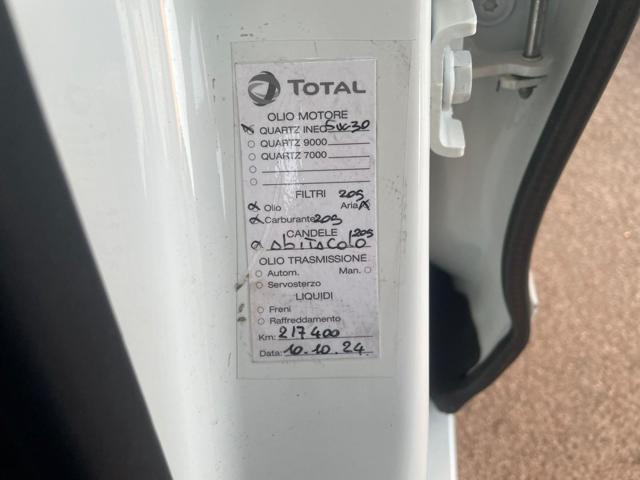 TOTAL
OLIO MOTORE
QUARTZ INEO 5W30
QUARTZ 9000
QUARTZ 7000
FILTRI 205
Olio Aria
Carburante 205
CANDELE 205
ABITACOLO
OLIO TRASMISSIONE
Autom. Man.
Servosterzo
LIQUIDI
Freni
Raffreddamento
Km: 217400
Data: 10.10.24